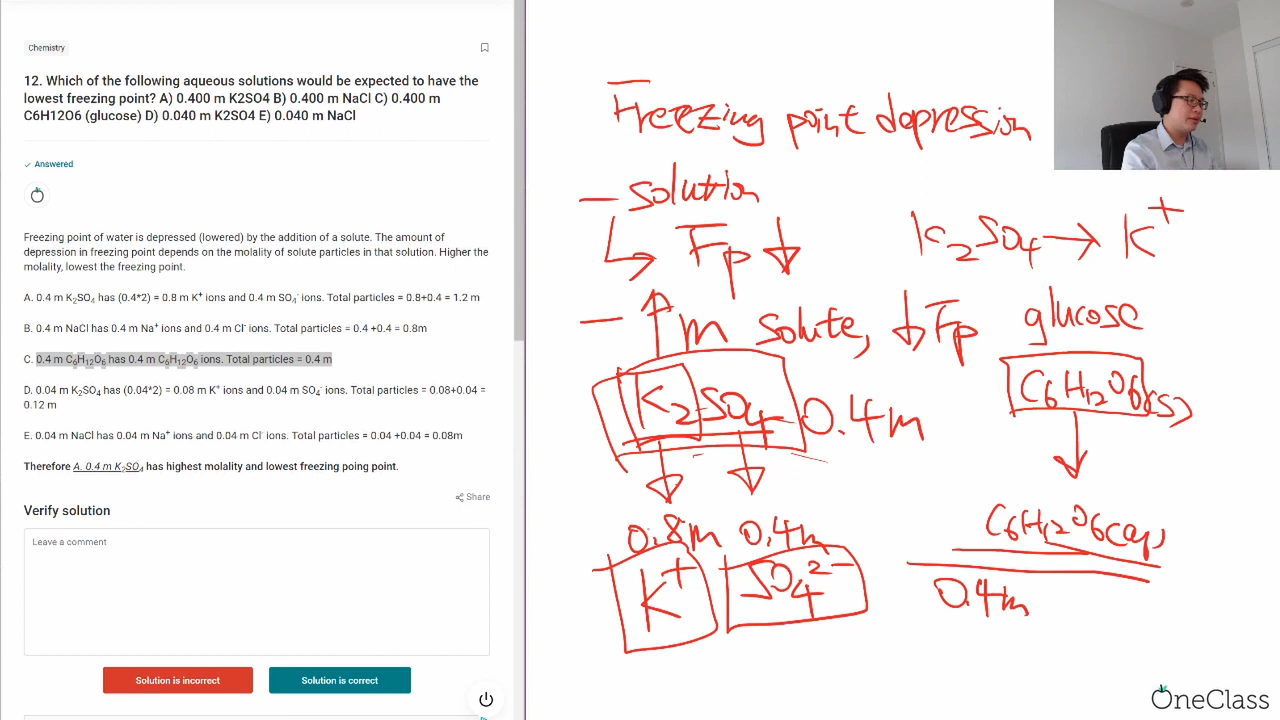 Chemistry
12. Which of the following aqueous solutions would be expected to have the
lowest freezing point? A) 0.400 m K2SO4 B) 0.400 m NaCl C) 0.400 m
C6H12O6 (glucose) D) 0.040 m K2SO4 E) 0.040 m NaCl
Answered
Freezing point of water is depressed (lowered) by the addition of a solute. The amount of
depression in freezing point depends on the molality of solute particles in that solution. Higher the
molality, lowest the freezing point.
A. 0.4 m K₂SO₄ has (0.4*2) = 0.8 m K⁺ ions and 0.4 m SO₄⁻ ions. Total particles = 0.8+0.4 = 1.2 m
B. 0.4 m NaCl has 0.4 m Na⁺ ions and 0.4 m Cl⁻ ions. Total particles = 0.4 +0.4 = 0.8m
C. 0.4 m C₆H₁₂O₆ has 0.4 m C₆H₁₂O₆ ions. Total particles = 0.4 m
D. 0.04 m K₂SO₄ has (0.04*2) = 0.08 m K⁺ ions and 0.04 m SO₄⁻ ions. Total particles = 0.08+0.04 =
0.12 m
E. 0.04 m NaCl has 0.04 m Na⁺ ions and 0.04 m Cl⁻ ions. Total particles = 0.04 +0.04 = 0.08m
Therefore A. 0.4 m K₂SO₄ has highest molality and lowest freezing poing point.
Share
Verify solution
Leave a comment
Solution is incorrect
Solution is correct
Freezing point depression
— solution
↳ Fp ↓
K₂SO₄ → K⁺
— ↑ m solute, ↓ Fp
glucose
K₂SO₄ 0.4m
C₆H₁₂O₆(s)
C₆H₁₂O₆(aq)
0.8m 0.4m
K⁺ SO₄²⁻
0.4m
OneClass